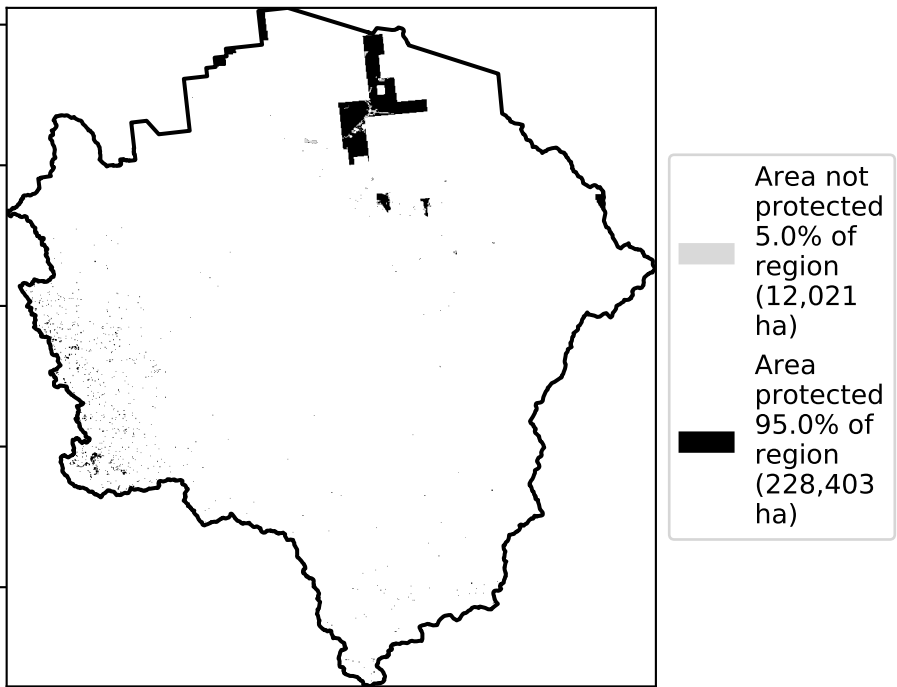 Area not
protected
5.0% of
region
(12,021
ha)
Area
protected
95.0% of
region
(228,403
ha)